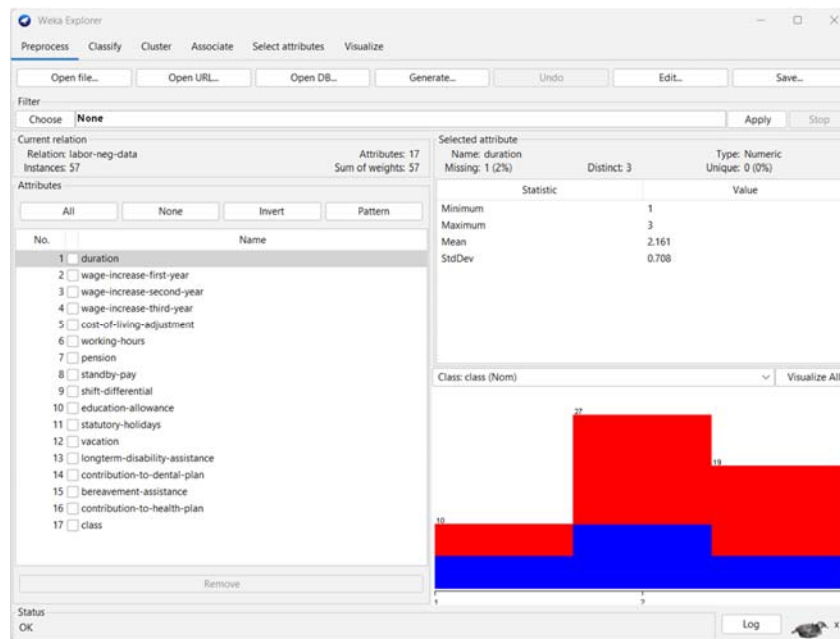 Weka Explorer
Preprocess Classify Cluster Associate Select attributes Visualize
Open file... Open URL... Open DB... Generate... Undo Edit... Save...
Filter
Choose None Apply Stop
Current relation
Relation: labor-neg-data Attributes: 17
Instances: 57 Sum of weights: 57
Attributes
All None Invert Pattern
No. Name
1 duration
2 wage-increase-first-year
3 wage-increase-second-year
4 wage-increase-third-year
5 cost-of-living-adjustment
6 working-hours
7 pension
8 standby-pay
9 shift-differential
10 education-allowance
11 statutory-holidays
12 vacation
13 longterm-disability-assistance
14 contribution-to-dental-plan
15 bereavement-assistance
16 contribution-to-health-plan
17 class
Remove
Selected attribute
Name: duration Type: Numeric
Missing: 1 (2%) Distinct: 3 Unique: 0 (0%)
Statistic Value
Minimum 1
Maximum 3
Mean 2.161
StdDev 0.708
Class: class (Nom) Visualize All
27
19
10
1 2
Status
OK
Log x